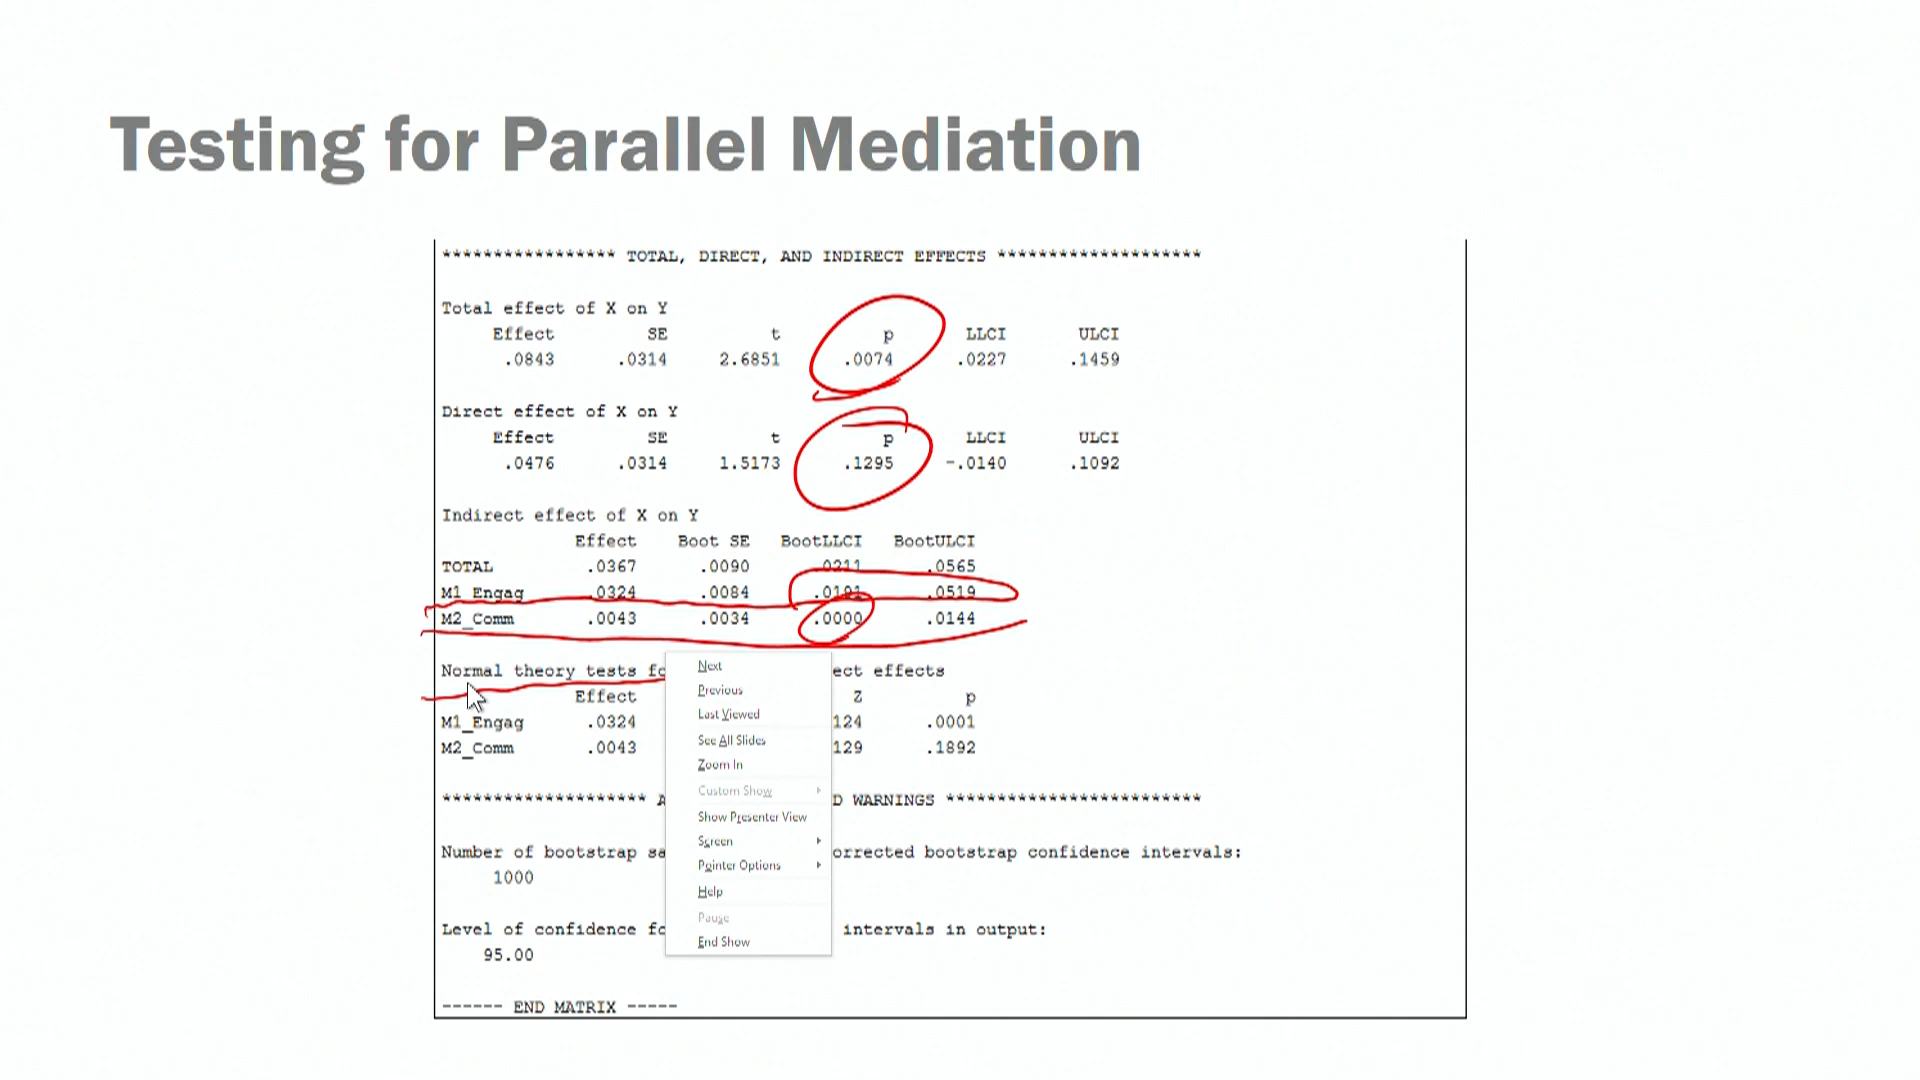 Testing for Parallel Mediation
***************** TOTAL, DIRECT, AND INDIRECT EFFECTS ********************
Total effect of X on Y
Effect SE t p LLCI ULCI
.0843 .0314 2.6851 .0074 .0227 .1459
Direct effect of X on Y
Effect SE t p LLCI ULCI
.0476 .0314 1.5173 .1295 -.0140 .1092
Indirect effect of X on Y
Effect Boot SE BootLLCI BootULCI
TOTAL .0367 .0090 .0211 .0565
M1_Engag .0324 .0084 .0191 .0519
M2_Comm .0043 .0034 .0000 .0144
Normal theory tests fo ect effects
Effect Z p
M1_Engag .0324 124 .0001
M2_Comm .0043 129 .1892
******************** A D WARNINGS *************************
Number of bootstrap sa orrected bootstrap confidence intervals:
1000
Level of confidence fo intervals in output:
95.00
------ END MATRIX -----
Next
Previous
Last Viewed
See All Slides
Zoom In
Custom Show
Show Presenter View
Screen
Pointer Options
Help
Pause
End Show